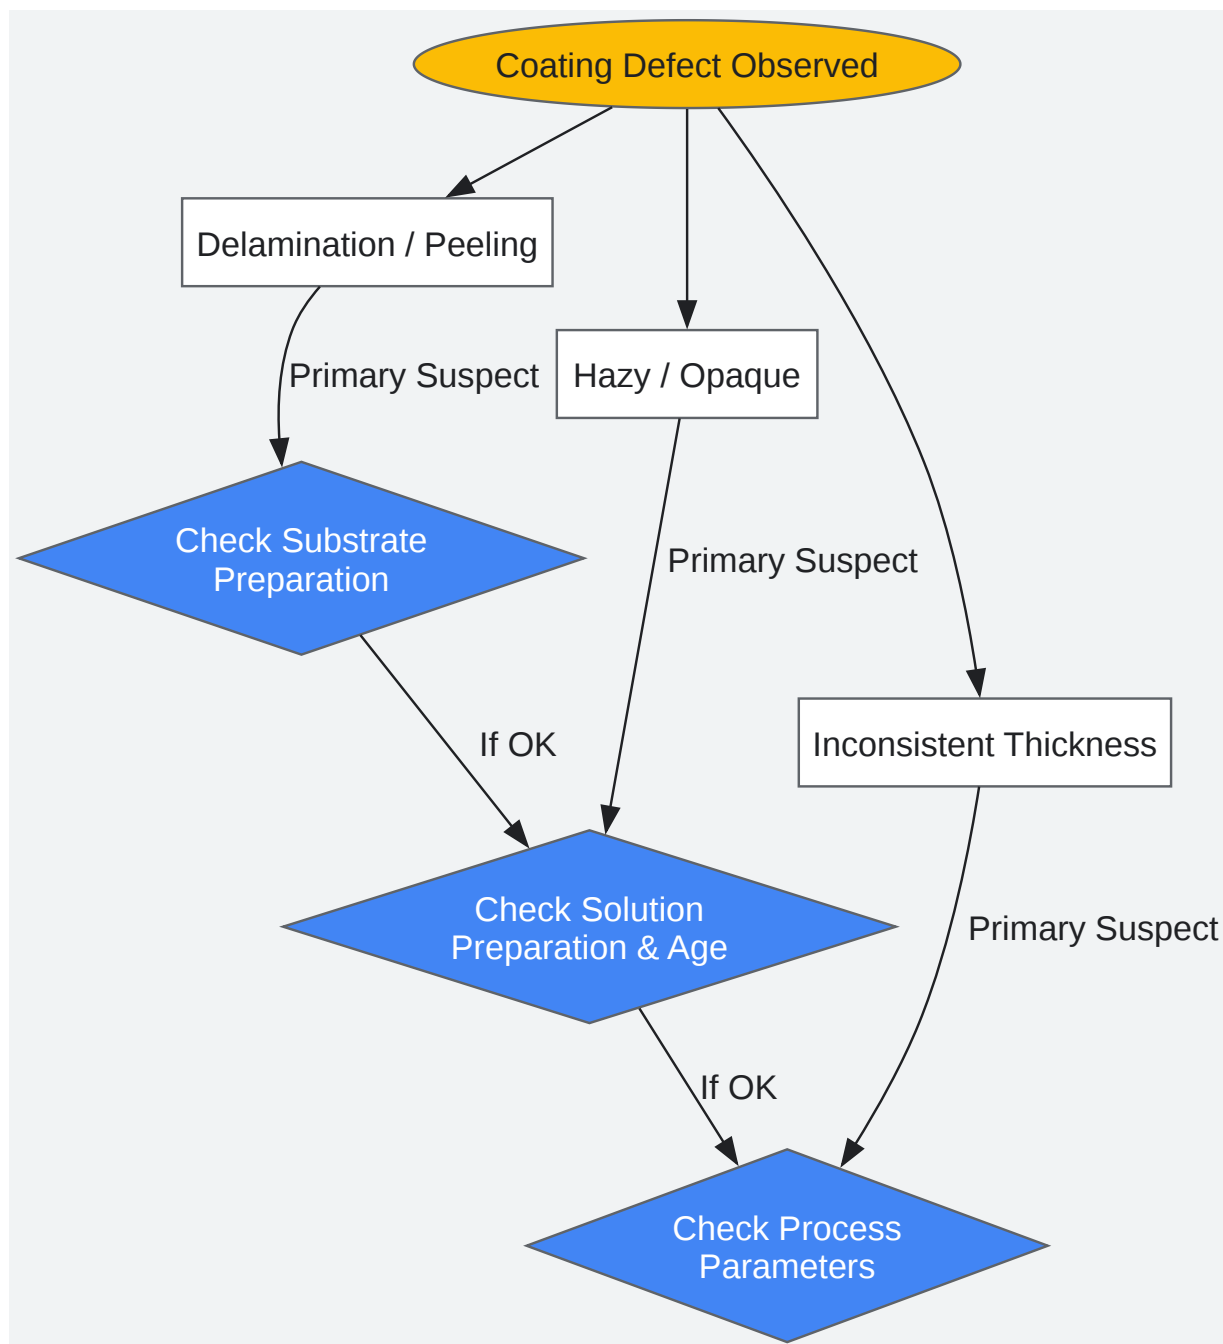 Coating Defect Observed
Delamination / Peeling
Primary Suspect
Hazy / Opaque
Check Substrate
Preparation
Primary Suspect
If OK
Inconsistent Thickness
Check Solution
Preparation & Age
Primary Suspect
If OK
Check Process
Parameters